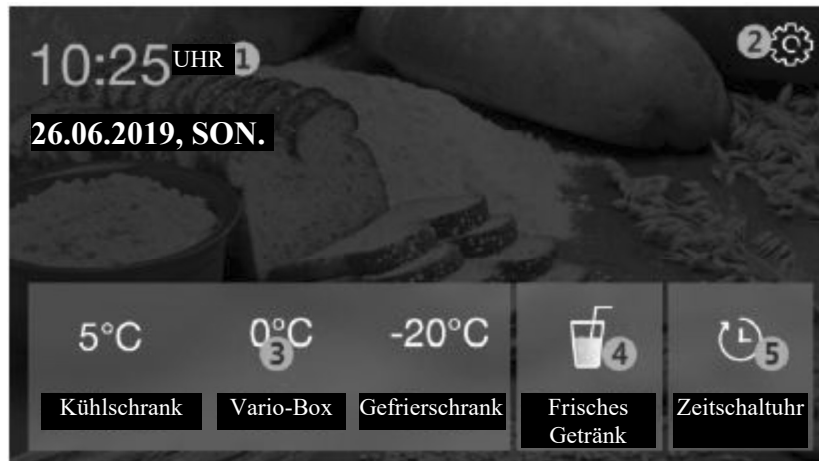 10:25 UHR 1
2
26.06.2019, SON.
5°C 0°C -20°C
3 4 5
Kühlschrank Vario-Box Gefrierschrank Frisches Getränk Zeitschaltuhr